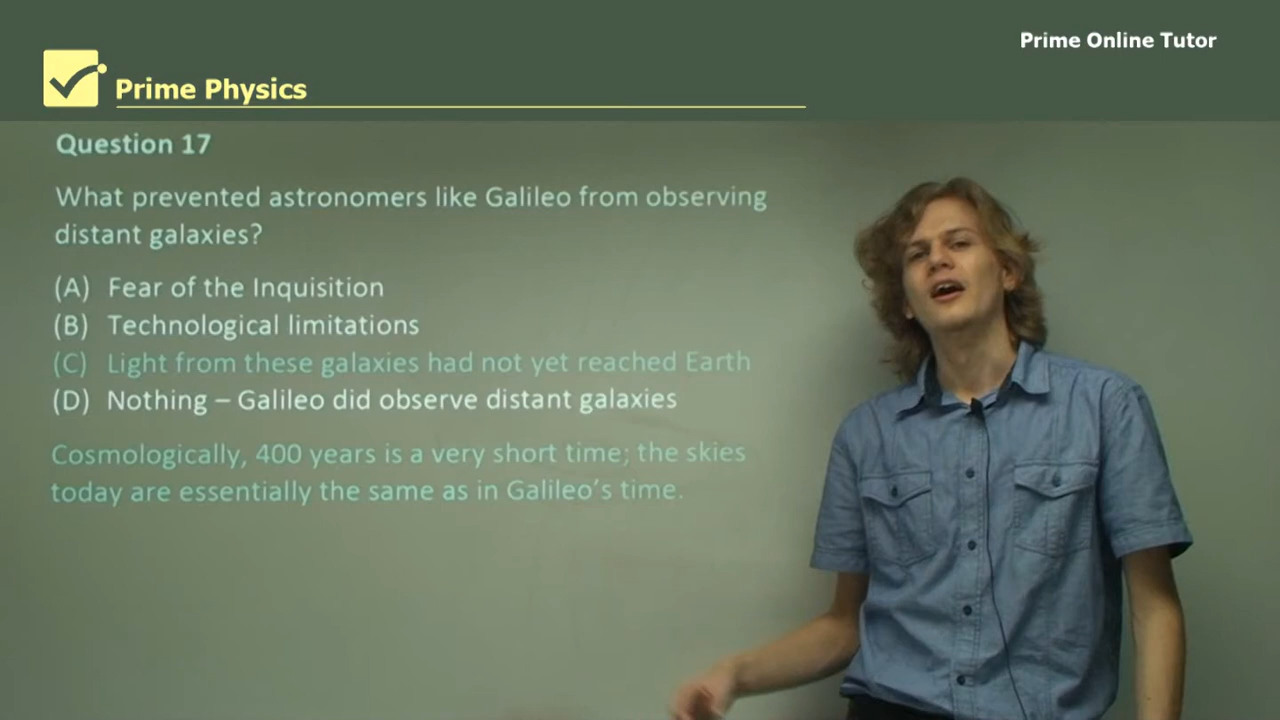 Prime Online Tutor
Prime Physics
Question 17
What prevented astronomers like Galileo from observing
distant galaxies?
(A) Fear of the Inquisition
(B) Technological limitations
(C) Light from these galaxies had not yet reached Earth
(D) Nothing – Galileo did observe distant galaxies
Cosmologically, 400 years is a very short time; the skies
today are essentially the same as in Galileo's time.